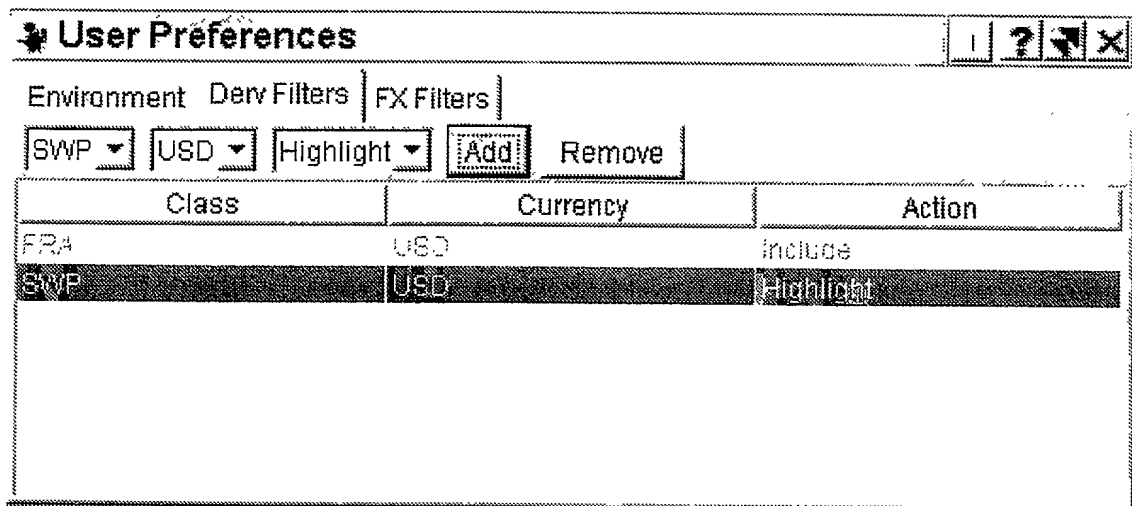 User Preferences
Environment Derv Filters FX Filters
SWP USD Highlight Add Remove
Class Currency Action
FRA USD Include
SWP USD Highlight